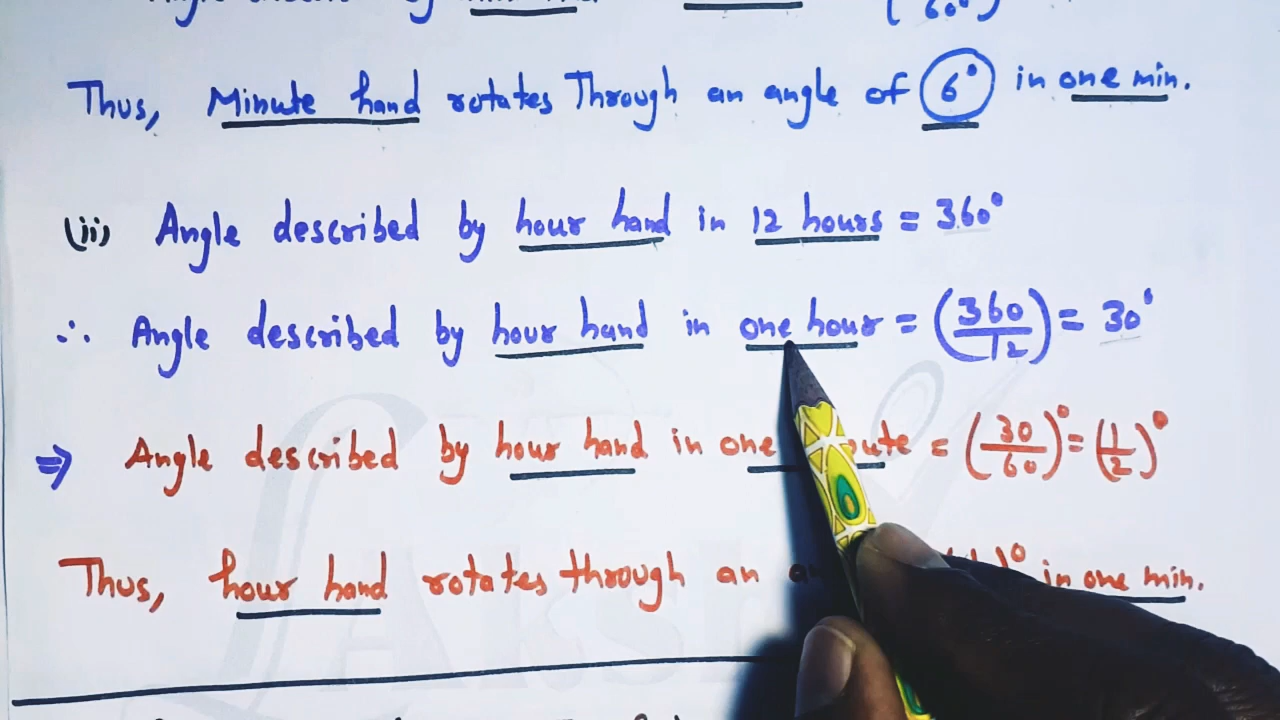 Thus, Minute hand rotates Through an angle of 6° in one min.
(ii) Angle described by hour hand in 12 hours = 360°
∴ Angle described by hour hand in one hour = (360/12) = 30°
⇒ Angle described by hour hand in one = (30/60)° = (1/2)°
Thus, hour hand rotates through an in one min.